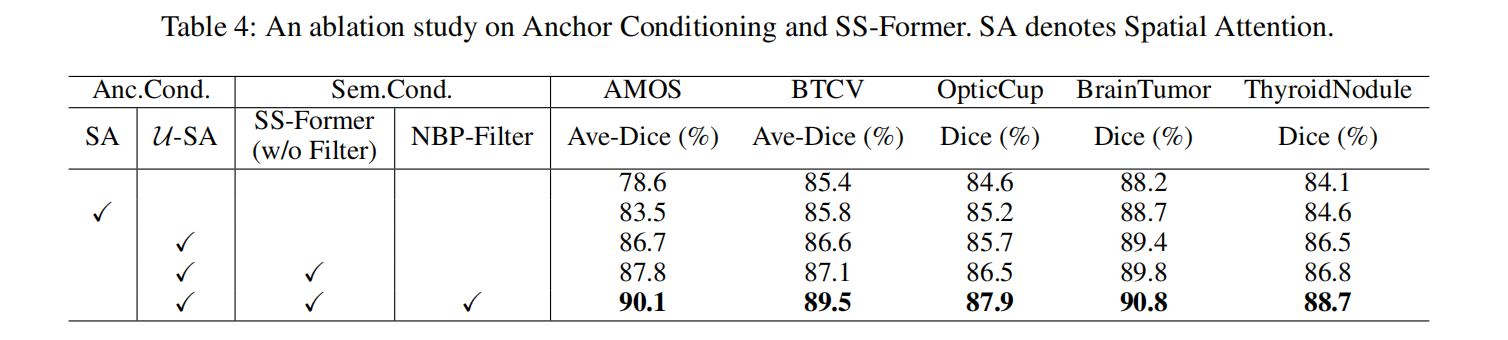 Table 4: An ablation study on Anchor Conditioning and SS-Former. SA denotes Spatial Attention.
Anc.Cond. Sem.Cond. AMOS BTCV OpticCup BrainTumor ThyroidNodule
SA 𝒰-SA SS-Former (w/o Filter) NBP-Filter Ave-Dice (%) Ave-Dice (%) Dice (%) Dice (%) Dice (%)
78.6 85.4 84.6 88.2 84.1
✓ 83.5 85.8 85.2 88.7 84.6
✓ 86.7 86.6 85.7 89.4 86.5
✓ ✓ 87.8 87.1 86.5 89.8 86.8
✓ ✓ ✓ 90.1 89.5 87.9 90.8 88.7